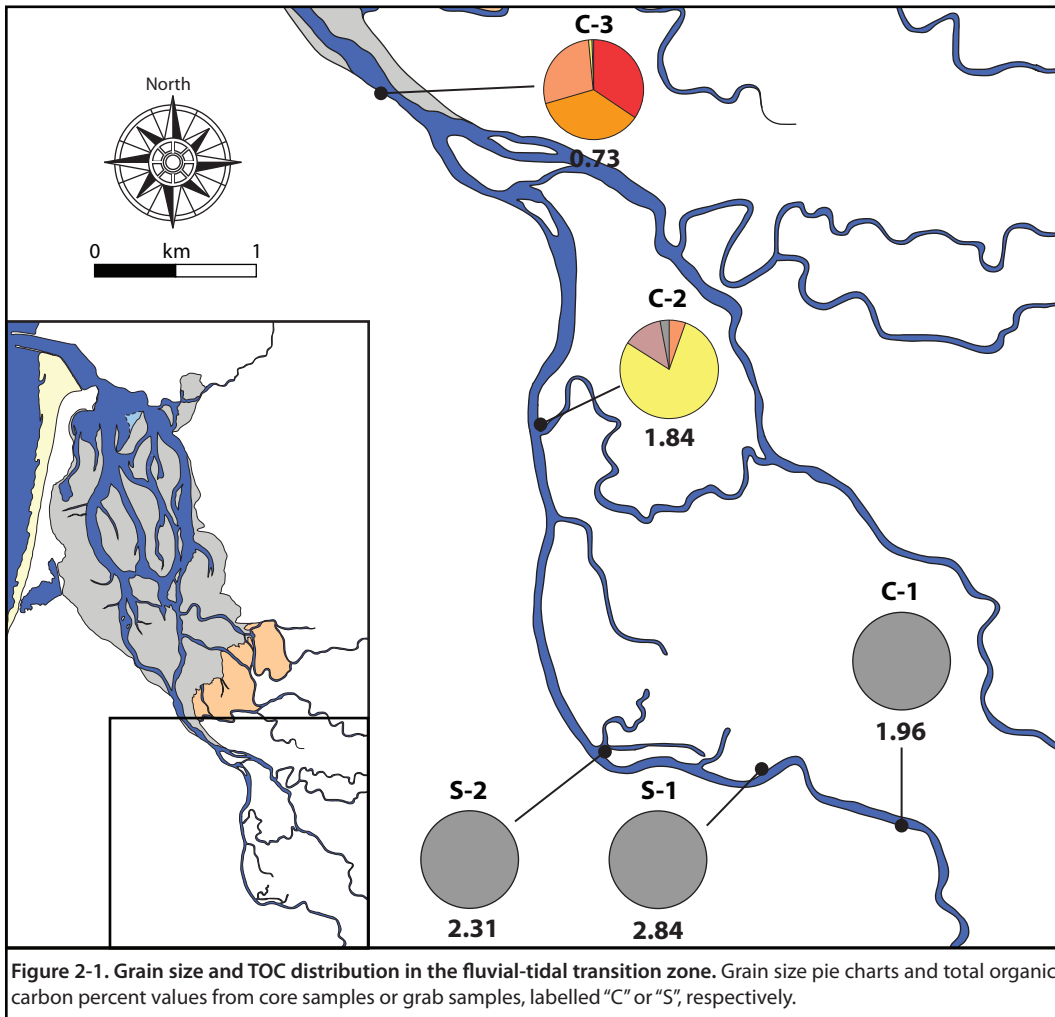 C-3
North
0.73
0 km 1
C-2
1.84
C-1
1.96
S-2
S-1
2.31
2.84
Figure 2-1. Grain size and TOC distribution in the fluvial-tidal transition zone. Grain size pie charts and total organic
carbon percent values from core samples or grab samples, labelled “C” or “S”, respectively.